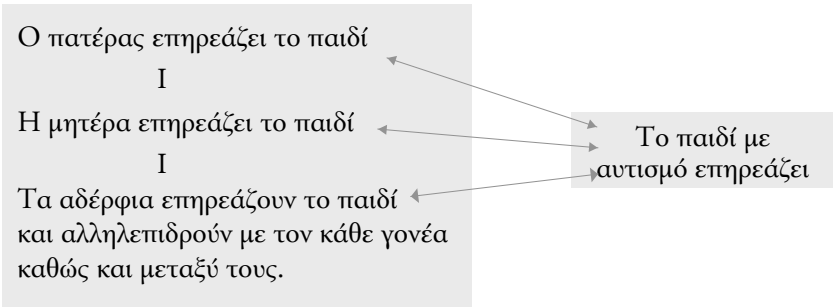 Ο πατέρας επηρεάζει το παιδί
Ι
Η μητέρα επηρεάζει το παιδί
Ι
Τα αδέρφια επηρεάζουν το παιδί
και αλληλεπιδρούν με τον κάθε γονέα
καθώς και μεταξύ τους.
Το παιδί με
αυτισμό επηρεάζει